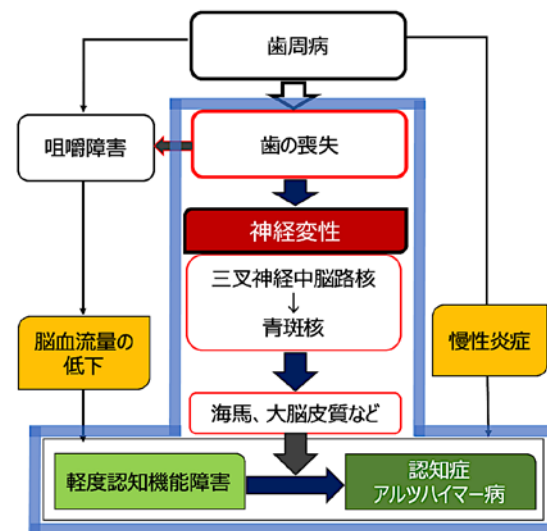 歯周病
咀嚼障害
歯の喪失
神経変性
三叉神経中脳路核
↓
青斑核
脳血流量の
低下
慢性炎症
海馬、大脳皮質など
軽度認知機能障害
認知症
アルツハイマー病